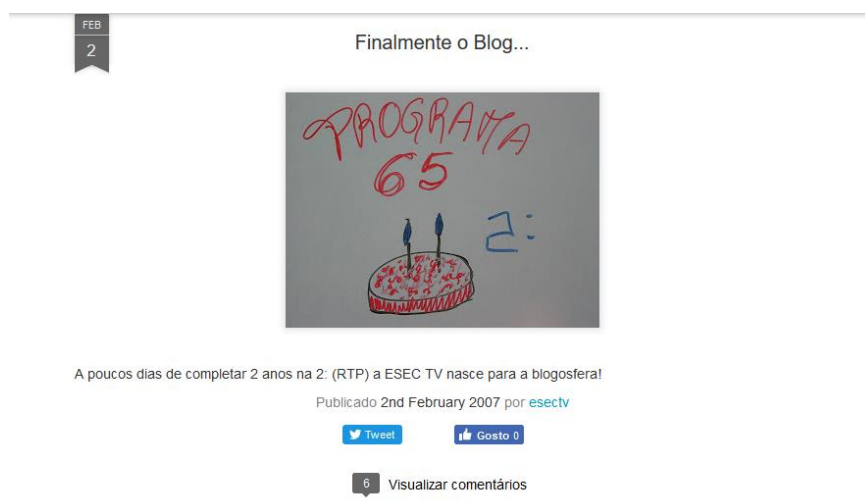 FEB
2
Finalmente o Blog...
PROGRAMA
65
2:
A poucos dias de completar 2 anos na 2: (RTP) a ESEC TV nasce para a blogosfera!
Publicado 2nd February 2007 por esectv
Tweet
Gosto 0
6 Visualizar comentários